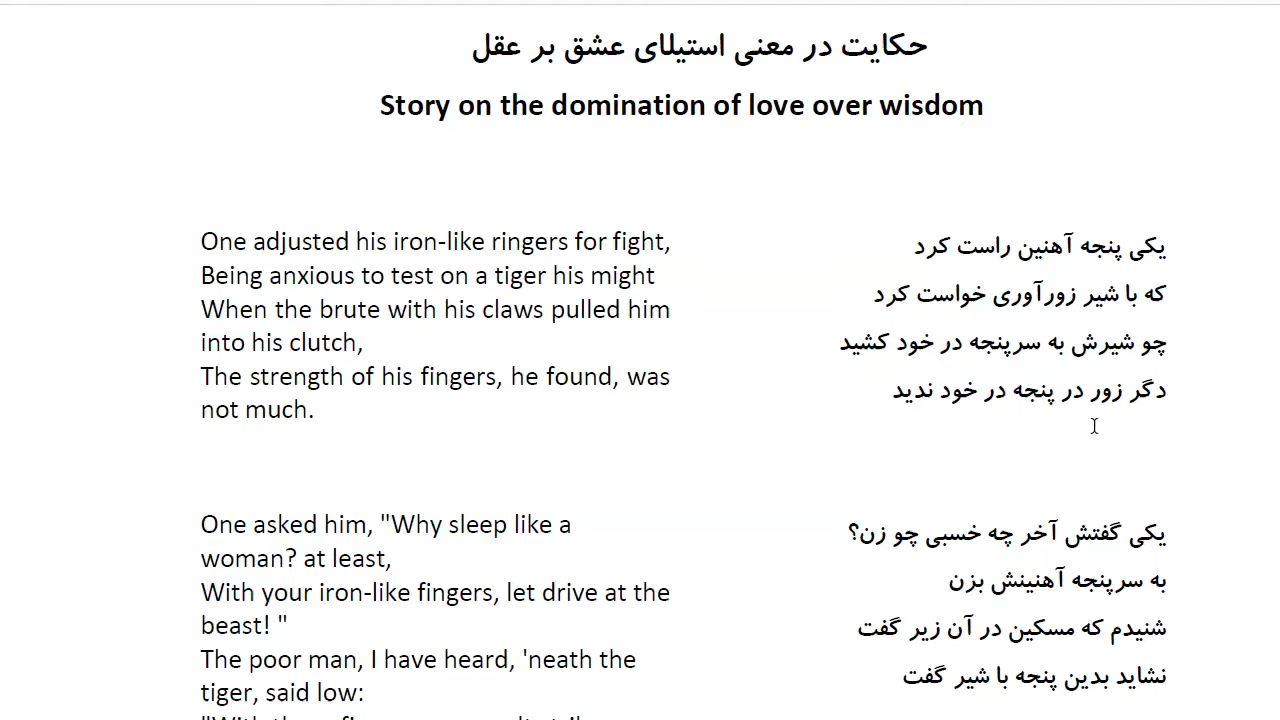 حکایت در معنی استیلای عشق بر عقل
Story on the domination of love over wisdom
One adjusted his iron-like ringers for fight,
Being anxious to test on a tiger his might
When the brute with his claws pulled him
into his clutch,
The strength of his fingers, he found, was
not much.
یکی پنجه آهنین راست کرد
که با شیر زورآوری خواست کرد
چو شیرش به سرپنجه در خود کشید
دگر زور در پنجه در خود ندید
One asked him, "Why sleep like a
woman? at least,
With your iron-like fingers, let drive at the
beast! "
The poor man, I have heard, 'neath the
tiger, said low:
یکی گفتش آخر چه خسبی چو زن؟
به سرپنجه آهنینش بزن
شنیدم که مسکین در آن زیر گفت
نشاید بدین پنجه با شیر گفت